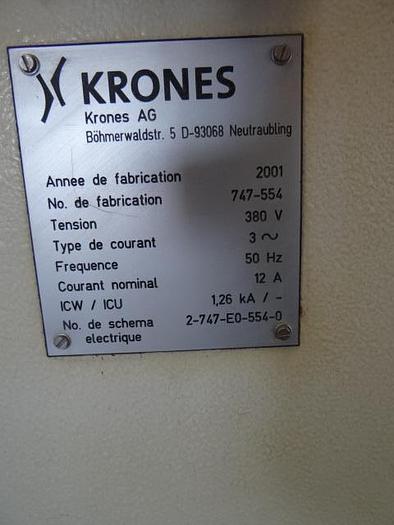 KRONES
Krones AG
Böhmerwaldstr. 5 D-93068 Neutraubling
Annee de fabrication 2001
No. de fabrication 747-554
Tension 380 V
Type de courant 3 ~
Frequence 50 Hz
Courant nominal 12 A
ICW / ICU 1,26 kA / -
No. de schema 2-747-E0-554-0
electrique